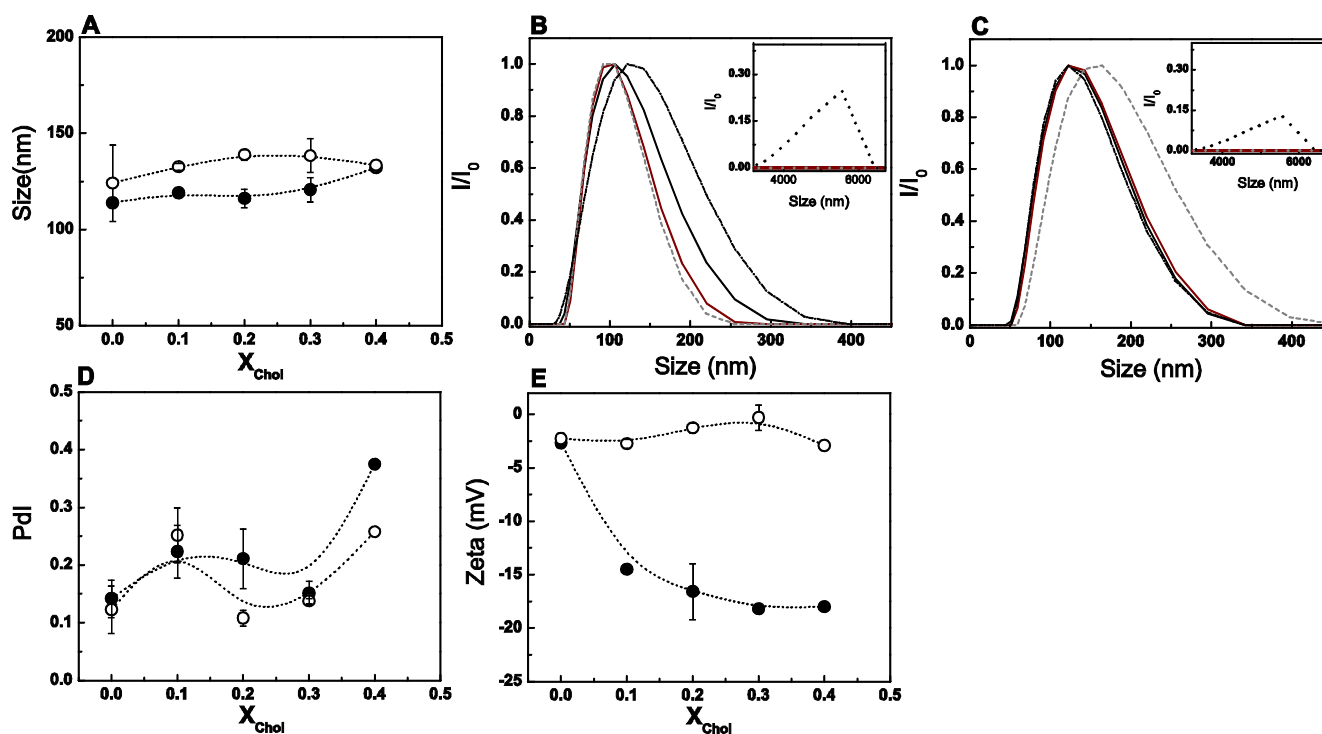 A
200
150
100
50
Size(nm)
0.0 0.1 0.2 0.3 0.4 0.5
XChol
B
1.0
0.8
0.6
0.4
0.2
0.0
I/I0
0 100 200 300 400
Size (nm)
0.30
0.15
0.00
I/I0
4000 6000
Size (nm)
C
1.0
0.8
0.6
0.4
0.2
0.0
I/I0
0 100 200 300 400
Size (nm)
0.30
0.15
0.00
I/I0
4000 6000
Size (nm)
D
0.5
0.4
0.3
0.2
0.1
0.0
PdI
0.0 0.1 0.2 0.3 0.4 0.5
XChol
E
0
-5
-10
-15
-20
-25
Zeta (mV)
0.0 0.1 0.2 0.3 0.4 0.5
XChol